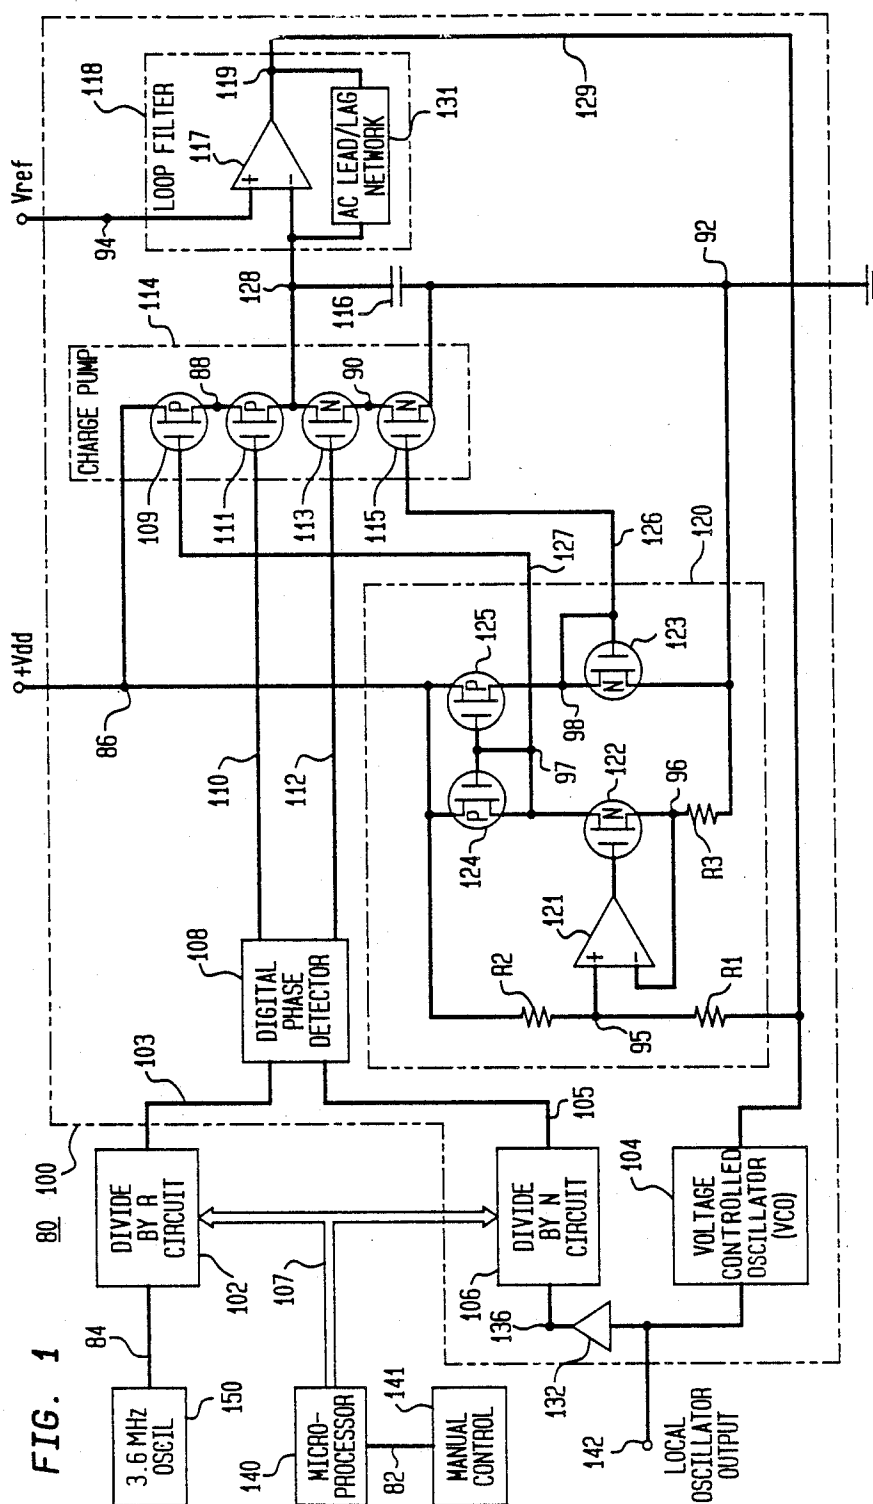 FIG. 1
80
100
3.6 MHz
OSCIL
150
84
DIVIDE
BY R
CIRCUIT
102
103
MICRO-
PROCESSOR
140
107
82
MANUAL
CONTROL
141
DIVIDE
BY N
CIRCUIT
106
105
136
132
VOLTAGE
CONTROLLED
OSCILLATOR
(VCO)
104
142
LOCAL
OSCILLATOR
OUTPUT
DIGITAL
PHASE
DETECTOR
108
110
112
+Vdd
86
R2
95
R1
121
+
−
124
P
125
P
97
122
N
96
R3
98
123
N
120
127
126
CHARGE PUMP
114
109
P
88
111
P
113
N
90
115
N
128
116
92
Vref
94
LOOP FILTER
118
117
+
−
119
AC LEAD/LAG
NETWORK
131
129